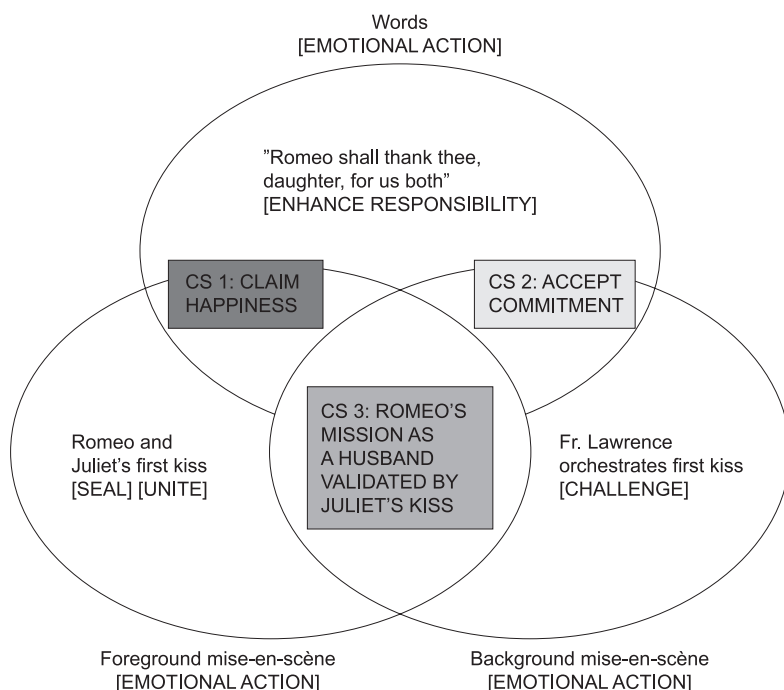 Words
[EMOTIONAL ACTION]
”Romeo shall thank thee,
daughter, for us both”
[ENHANCE RESPONSIBILITY]
CS 1: CLAIM
HAPPINESS
CS 2: ACCEPT
COMMITMENT
CS 3: ROMEO’S
MISSION AS
A HUSBAND
VALIDATED BY
JULIET’S KISS
Romeo and
Juliet’s first kiss
[SEAL] [UNITE]
Fr. Lawrence
orchestrates first kiss
[CHALLENGE]
Foreground mise-en-scène
[EMOTIONAL ACTION]
Background mise-en-scène
[EMOTIONAL ACTION]